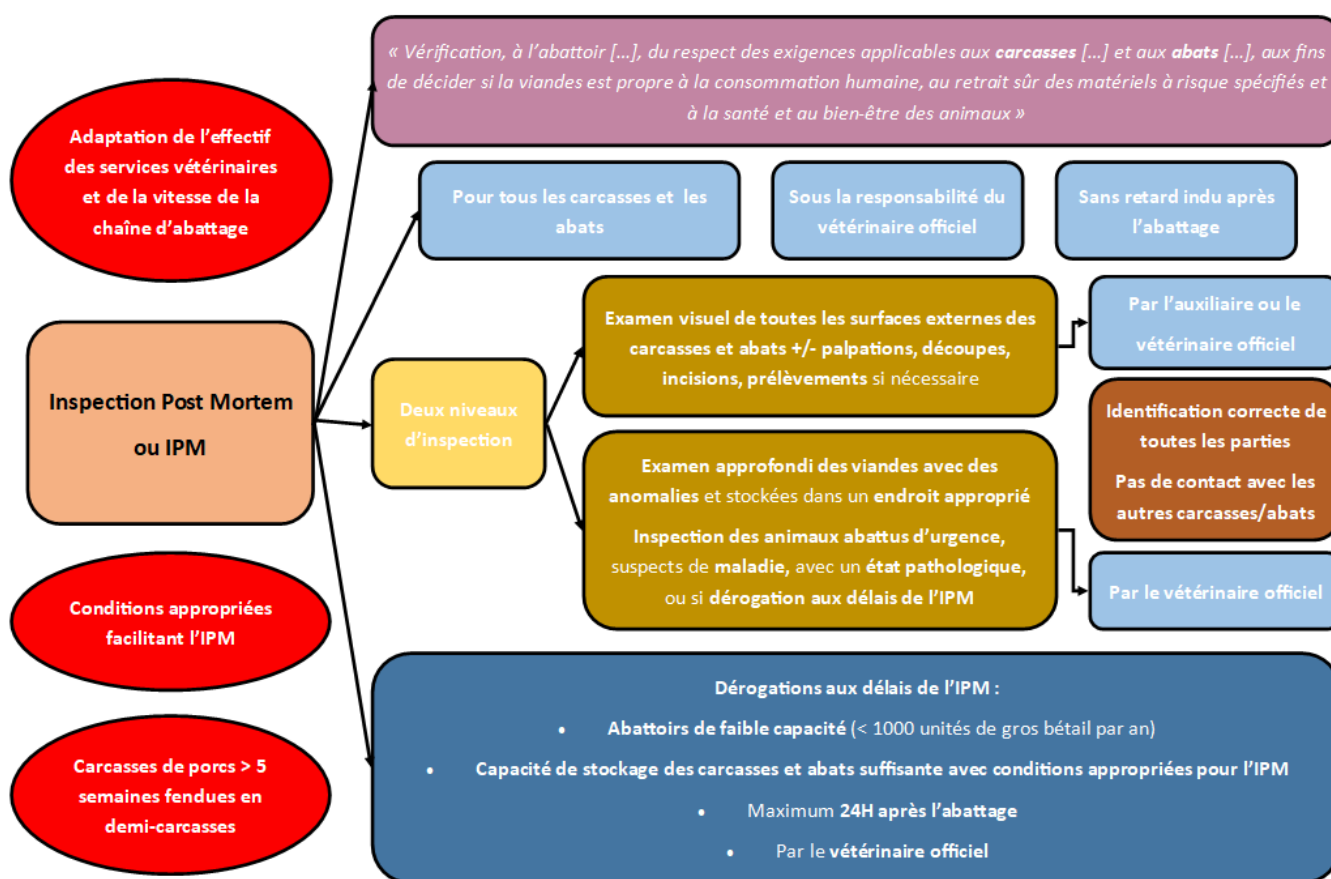 « Vérification, à l'abattoir [...], du respect des exigences applicables aux carcasses [...] et aux abats [...], aux fins
de décider si la viandes est propre à la consommation humaine, au retrait sûr des matériels à risque spécifiés et
à la santé et au bien-être des animaux »
Adaptation de l'effectif
des services vétérinaires
et de la vitesse de la
chaîne d'abattage
Pour tous les carcasses et les
abats
Sous la responsabilité du
vétérinaire officiel
Sans retard indu après
l'abattage
Inspection Post Mortem
ou IPM
Deux niveaux
d'inspection
Examen visuel de toutes les surfaces externes des
carcasses et abats +/- palpations, découpes,
incisions, prélèvements si nécessaire
Par l'auxiliaire ou le
vétérinaire officiel
Identification correcte de
toutes les parties
Pas de contact avec les
autres carcasses/abats
Examen approfondi des viandes avec des
anomalies et stockées dans un endroit approprié
Inspection des animaux abattus d'urgence,
suspects de maladie, avec un état pathologique,
ou si dérogation aux délais de l'IPM
Par le vétérinaire officiel
Conditions appropriées
facilitant l'IPM
Carcasses de porcs > 5
semaines fendues en
demi-carcasses
Dérogations aux délais de l'IPM :
• Abattoirs de faible capacité (< 1000 unités de gros bétail par an)
• Capacité de stockage des carcasses et abats suffisante avec conditions appropriées pour l'IPM
• Maximum 24H après l'abattage
• Par le vétérinaire officiel